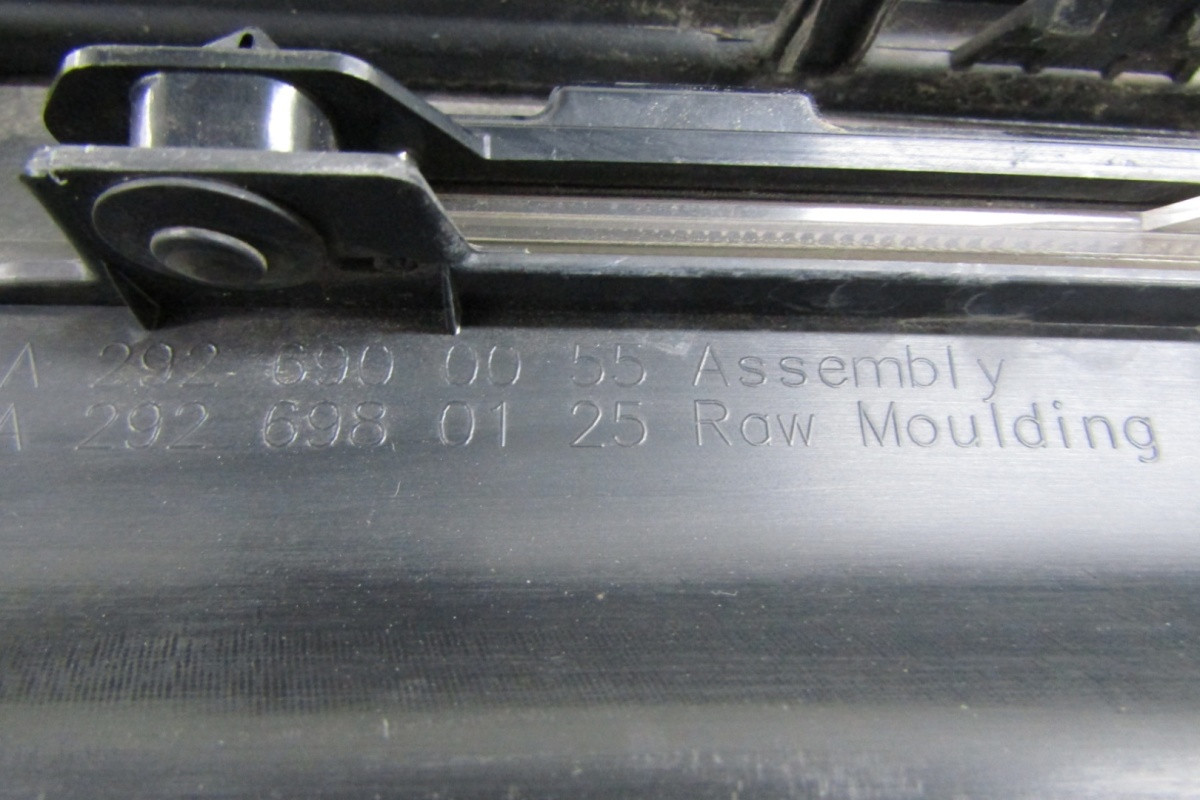 A 292 690 00 55 Assembly
A 292 698 01 25 Raw Moulding